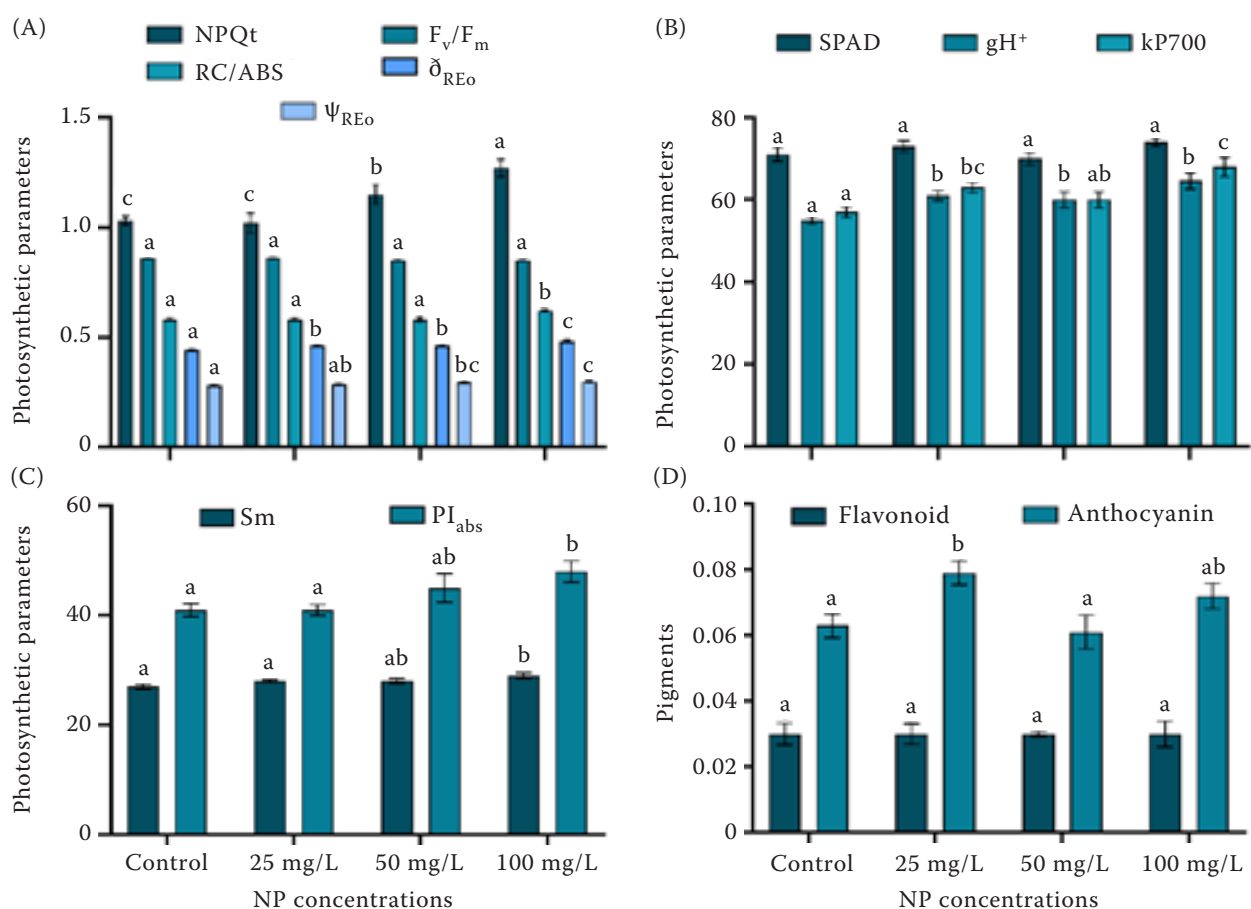 (A)
NPQt
Fv/Fm
RC/ABS
ðREo
ψREo
Photosynthetic parameters
1.5
1.0
0.5
0
c a a a a
c a a b ab
b a a b bc
a a b c c
(B)
SPAD
gH+
kP700
Photosynthetic parameters
80
60
40
20
0
a a a
a b bc
a b ab
a b c
(C)
Sm
PIabs
Photosynthetic parameters
60
40
20
0
a a
a a
ab ab
b b
Control 25 mg/L 50 mg/L 100 mg/L
NP concentrations
(D)
Flavonoid
Anthocyanin
Pigments
0.10
0.08
0.06
0.04
0.02
0
a a
a b
a a
a ab
Control 25 mg/L 50 mg/L 100 mg/L
NP concentrations